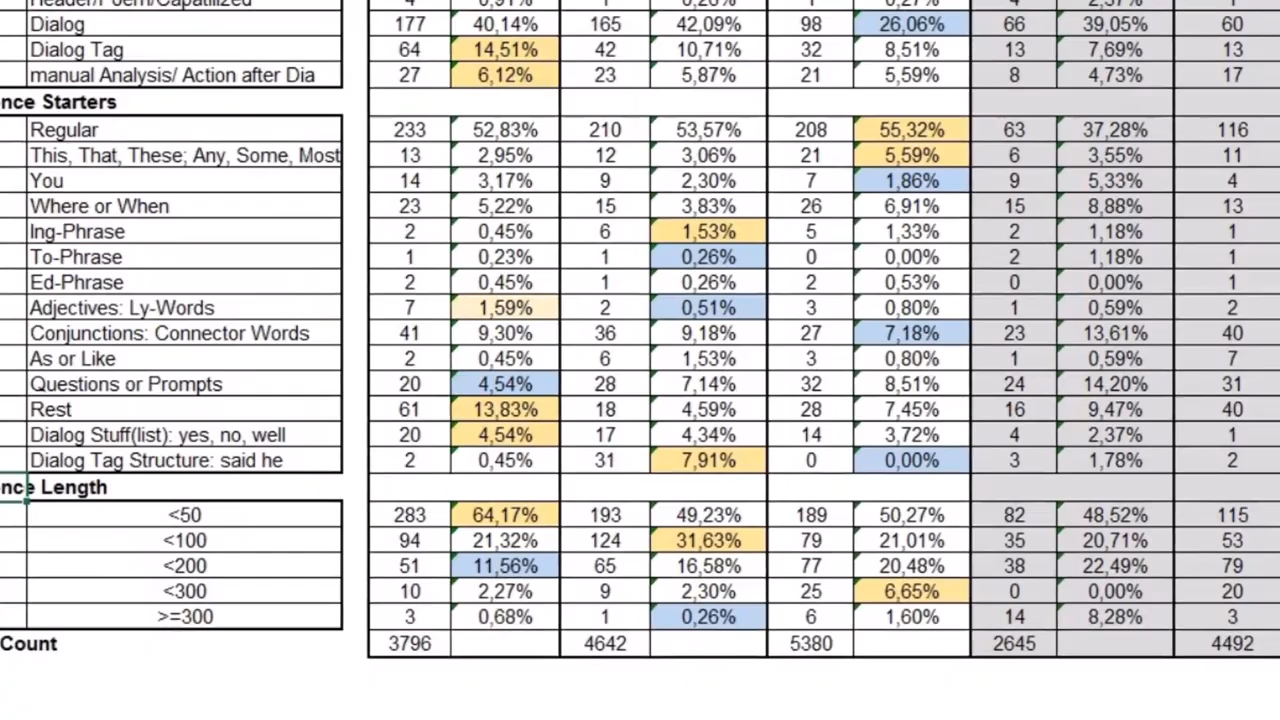 Header/Poem/Capatilized 4 0,91% 1 0,26% 1 0,27% 4 2,37% 1
Dialog 177 40,14% 165 42,09% 98 26,06% 66 39,05% 60
Dialog Tag 64 14,51% 42 10,71% 32 8,51% 13 7,69% 13
manual Analysis/ Action after Dia 27 6,12% 23 5,87% 21 5,59% 8 4,73% 17
nce Starters
Regular 233 52,83% 210 53,57% 208 55,32% 63 37,28% 116
This, That, These; Any, Some, Most 13 2,95% 12 3,06% 21 5,59% 6 3,55% 11
You 14 3,17% 9 2,30% 7 1,86% 9 5,33% 4
Where or When 23 5,22% 15 3,83% 26 6,91% 15 8,88% 13
Ing-Phrase 2 0,45% 6 1,53% 5 1,33% 2 1,18% 1
To-Phrase 1 0,23% 1 0,26% 0 0,00% 2 1,18% 1
Ed-Phrase 2 0,45% 1 0,26% 2 0,53% 0 0,00% 1
Adjectives: Ly-Words 7 1,59% 2 0,51% 3 0,80% 1 0,59% 2
Conjunctions: Connector Words 41 9,30% 36 9,18% 27 7,18% 23 13,61% 40
As or Like 2 0,45% 6 1,53% 3 0,80% 1 0,59% 7
Questions or Prompts 20 4,54% 28 7,14% 32 8,51% 24 14,20% 31
Rest 61 13,83% 18 4,59% 28 7,45% 16 9,47% 40
Dialog Stuff(list): yes, no, well 20 4,54% 17 4,34% 14 3,72% 4 2,37% 1
Dialog Tag Structure: said he 2 0,45% 31 7,91% 0 0,00% 3 1,78% 2
nce Length
<50 283 64,17% 193 49,23% 189 50,27% 82 48,52% 115
<100 94 21,32% 124 31,63% 79 21,01% 35 20,71% 53
<200 51 11,56% 65 16,58% 77 20,48% 38 22,49% 79
<300 10 2,27% 9 2,30% 25 6,65% 0 0,00% 20
>=300 3 0,68% 1 0,26% 6 1,60% 14 8,28% 3
Count 3796 4642 5380 2645 4492